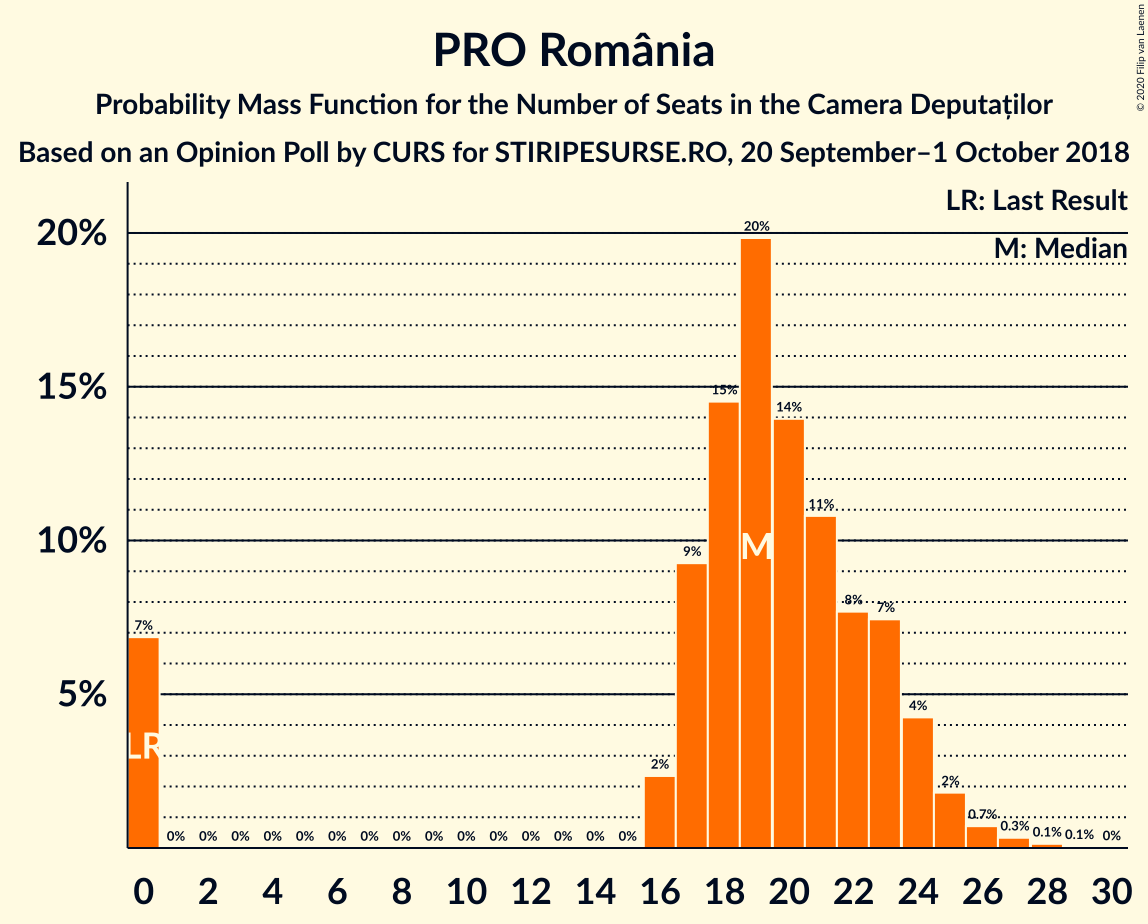 PRO România
Probability Mass Function for the Number of Seats in the Camera Deputaților
Based on an Opinion Poll by CURS for STIRIPESURSE.RO, 20 September–1 October 2018
© 2020 Filip van Laenen
LR: Last Result
M: Median
20%
15%
10%
5%
7% 0% 0% 0% 0% 0% 0% 0% 0% 0% 0% 0% 0% 0% 0% 0% 2% 9% 15% 20% 14% 11% 8% 7% 4% 2% 0.7% 0.3% 0.1% 0.1% 0%
LR
M
0 2 4 6 8 10 12 14 16 18 20 22 24 26 28 30